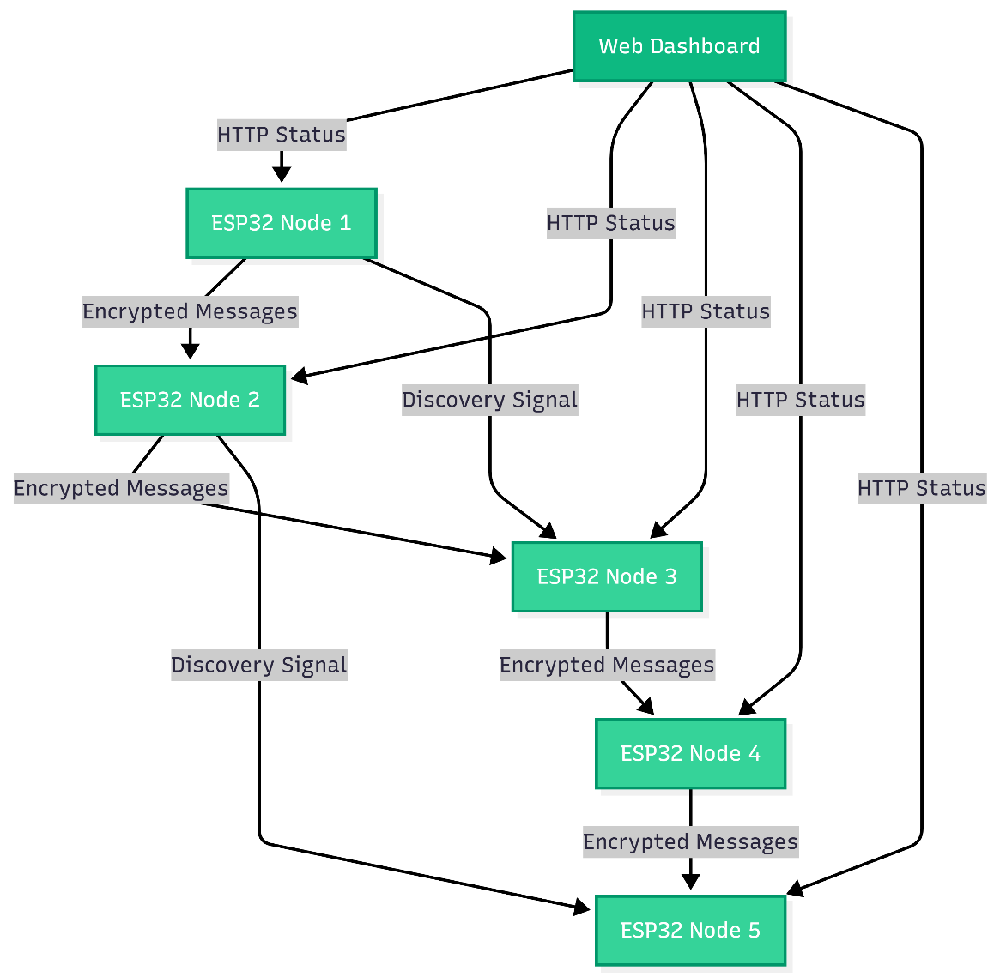 Web Dashboard
HTTP Status
ESP32 Node 1
HTTP Status
Encrypted Messages
HTTP Status
ESP32 Node 2
Discovery Signal
HTTP Status
Encrypted Messages
HTTP Status
ESP32 Node 3
Discovery Signal
Encrypted Messages
ESP32 Node 4
Encrypted Messages
ESP32 Node 5